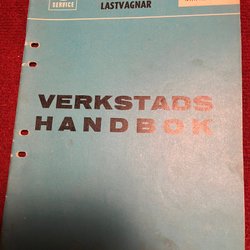 SERVICE
LASTVAGNAR
VERKSTADS
HANDBOK